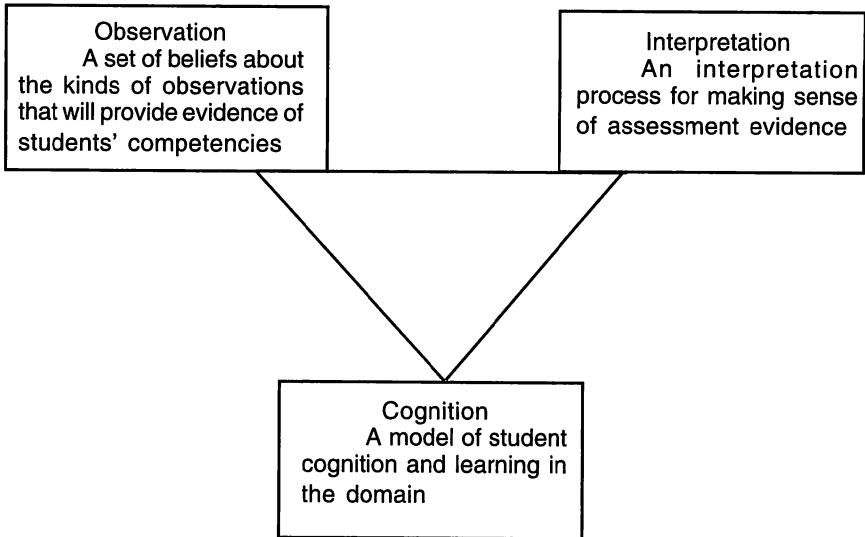 Observation
A set of beliefs about
the kinds of observations
that will provide evidence of
students' competencies
Interpretation
An interpretation
process for making sense
of assessment evidence
Cognition
A model of student
cognition and learning in
the domain